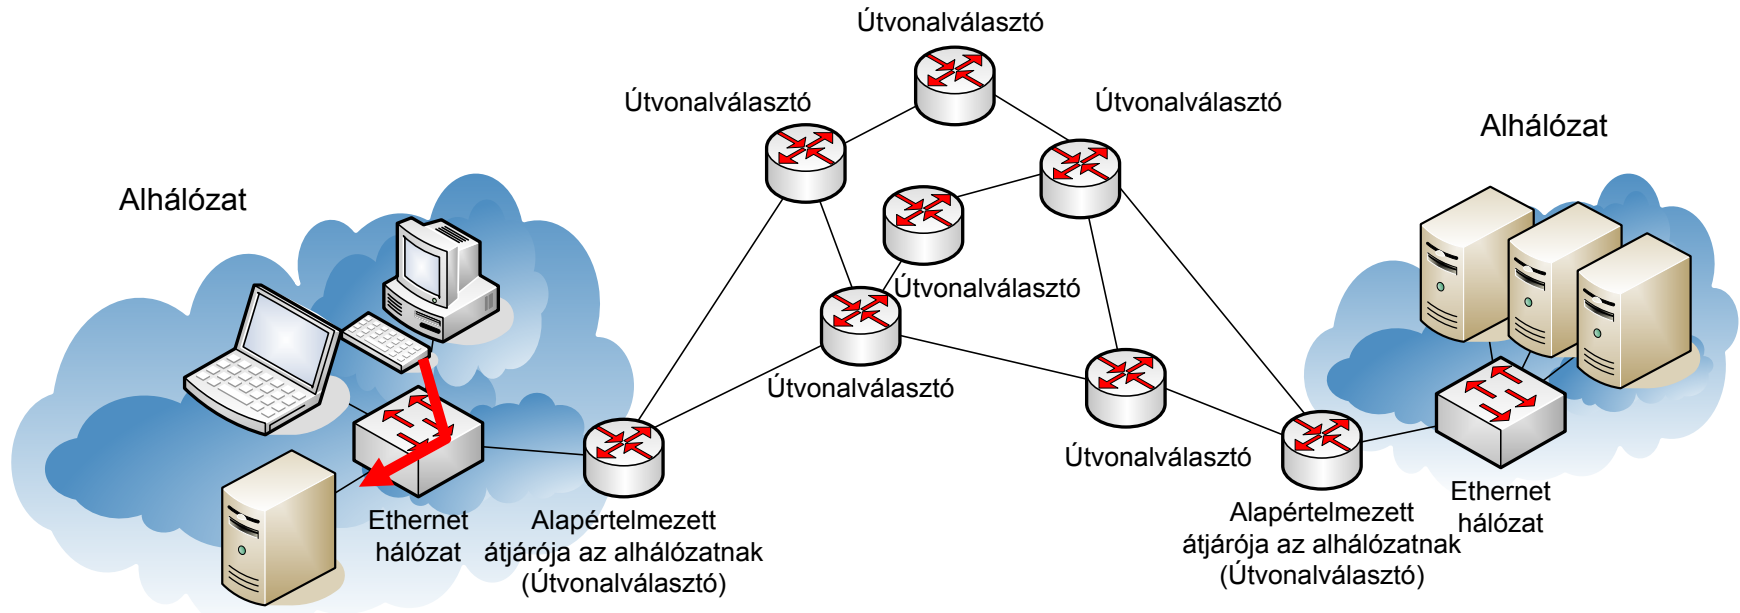 Útvonalválasztó
Útvonalválasztó
Útvonalválasztó
Alhálózat
Alhálózat
Útvonalválasztó
Útvonalválasztó
Útvonalválasztó
Ethernet
hálózat
Alapértelmezett
átjárója az alhálózatnak
(Útvonalválasztó)
Alapértelmezett
átjárója az alhálózatnak
(Útvonalválasztó)
Ethernet
hálózat